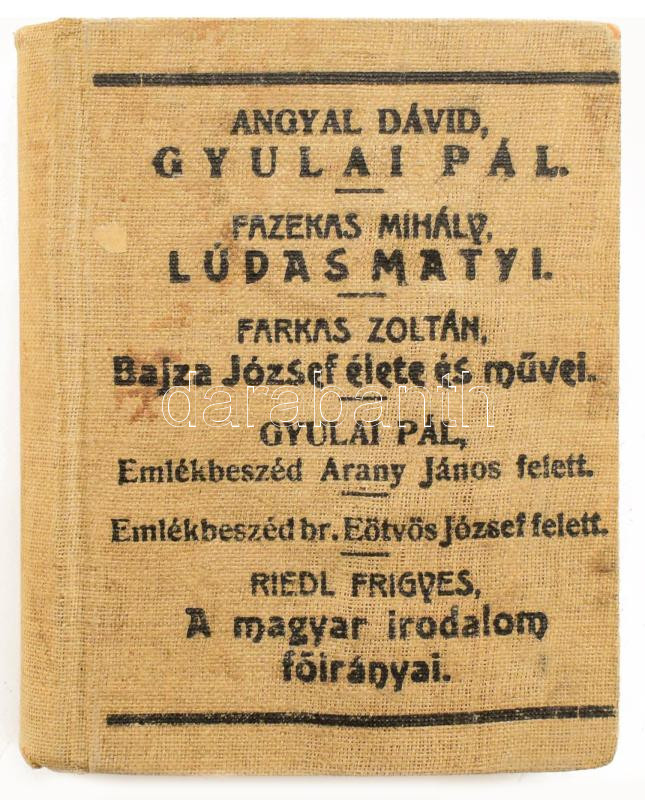 ANGYAL DÁVID,
GYULAI PÁL.
FAZEKAS MIHÁLY,
LÚDAS MATYI.
FARKAS ZOLTÁN,
Bajza József élete és művei.
darabanth
GYULAI PÁL,
Emlékbeszéd Arany János felett.
Emlékbeszéd br. Eötvös József felett.
RIEDL FRIGYES,
A magyar irodalom
főirányai.